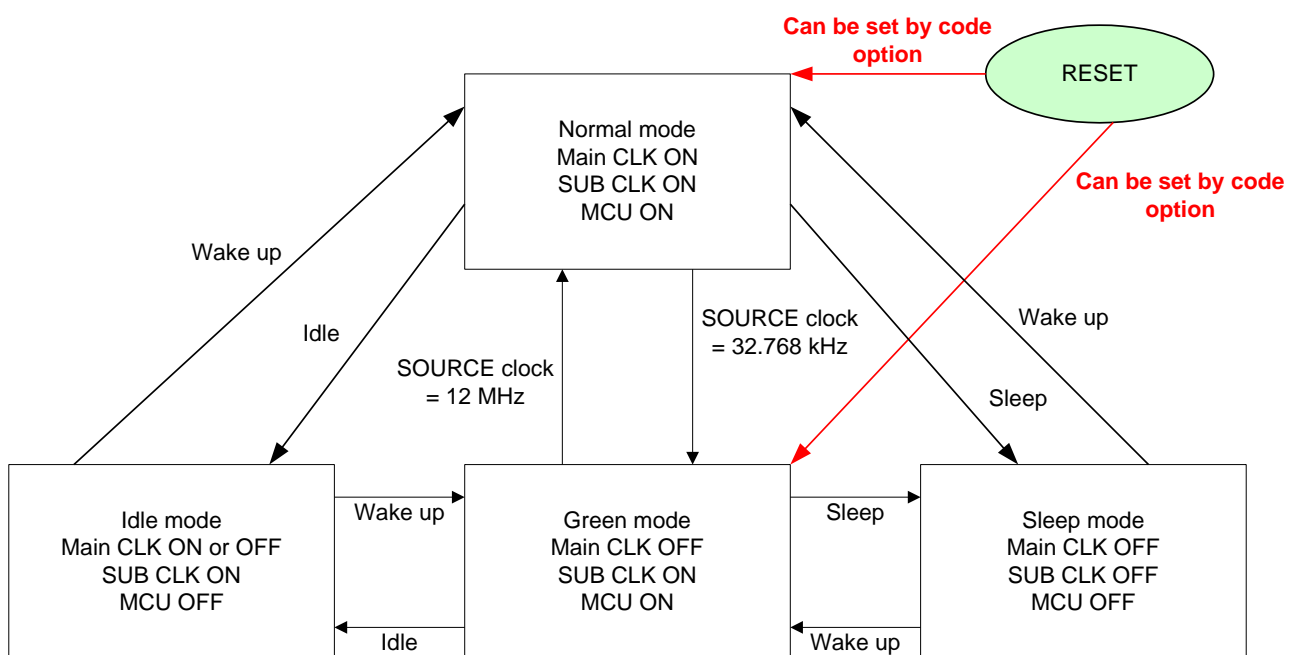 Can be set by code
option
RESET
Normal mode
Main CLK ON
SUB CLK ON
MCU ON
Can be set by code
option
Wake up
Idle
SOURCE clock
= 32.768 kHz
Wake up
SOURCE clock
= 12 MHz
Sleep
Idle mode
Main CLK ON or OFF
SUB CLK ON
MCU OFF
Wake up
Green mode
Main CLK OFF
SUB CLK ON
MCU ON
Sleep
Sleep mode
Main CLK OFF
SUB CLK OFF
MCU OFF
Idle
Wake up